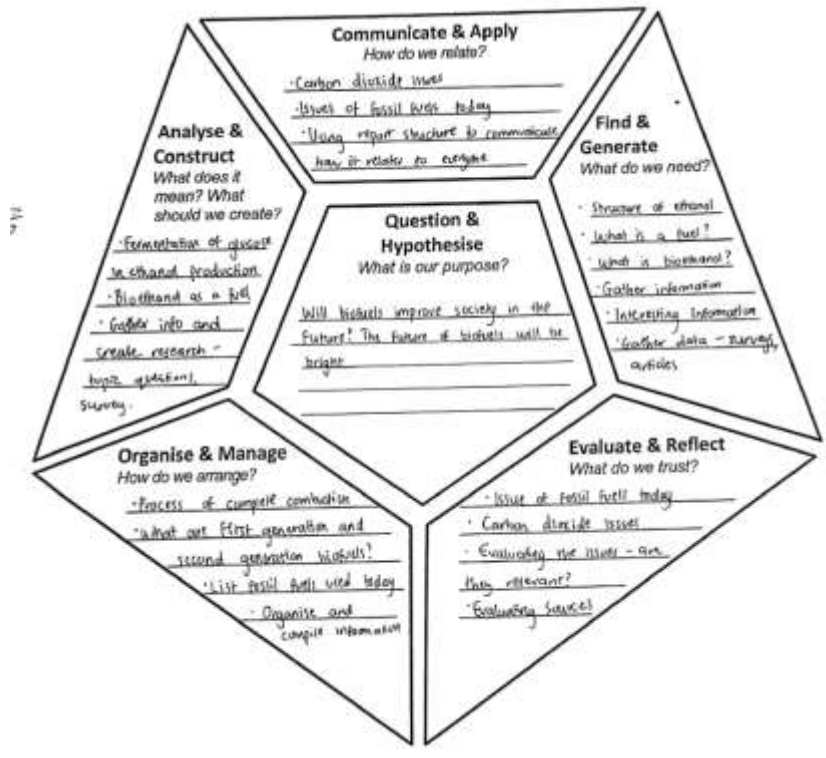 Communicate & Apply
How do we relate?
·Carbon dioxide issues
·Issues of fossil fuels today
·Using report structure to communicate
how it relates to everyone
Analyse &
Construct
What does it
mean? What
should we create?
·Fermentation of glucose
in ethanol production
·Bioethanol as a fuel
·Gather info and
create research -
topic questions,
survey.
Find &
Generate
What do we need?
· Structure of ethanol
· What is a fuel?
·What is bioethanol?
·Gather information
·Interesting Information
·Gather data - surveys,
articles
Question &
Hypothesise
What is our purpose?
Will biofuels improve society in the
future? The future of biofuels will be
bright
Organise & Manage
How do we arrange?
·Process of complete combustion
·What are first generation and
second generation biofuels?
·List fossil fuels used today
· Organise and
compile information
Evaluate & Reflect
What do we trust?
·Issue of fossil fuels today
· Carbon dioxide issues
· Evaluating the issues - are
they relevant?
·Evaluating sources